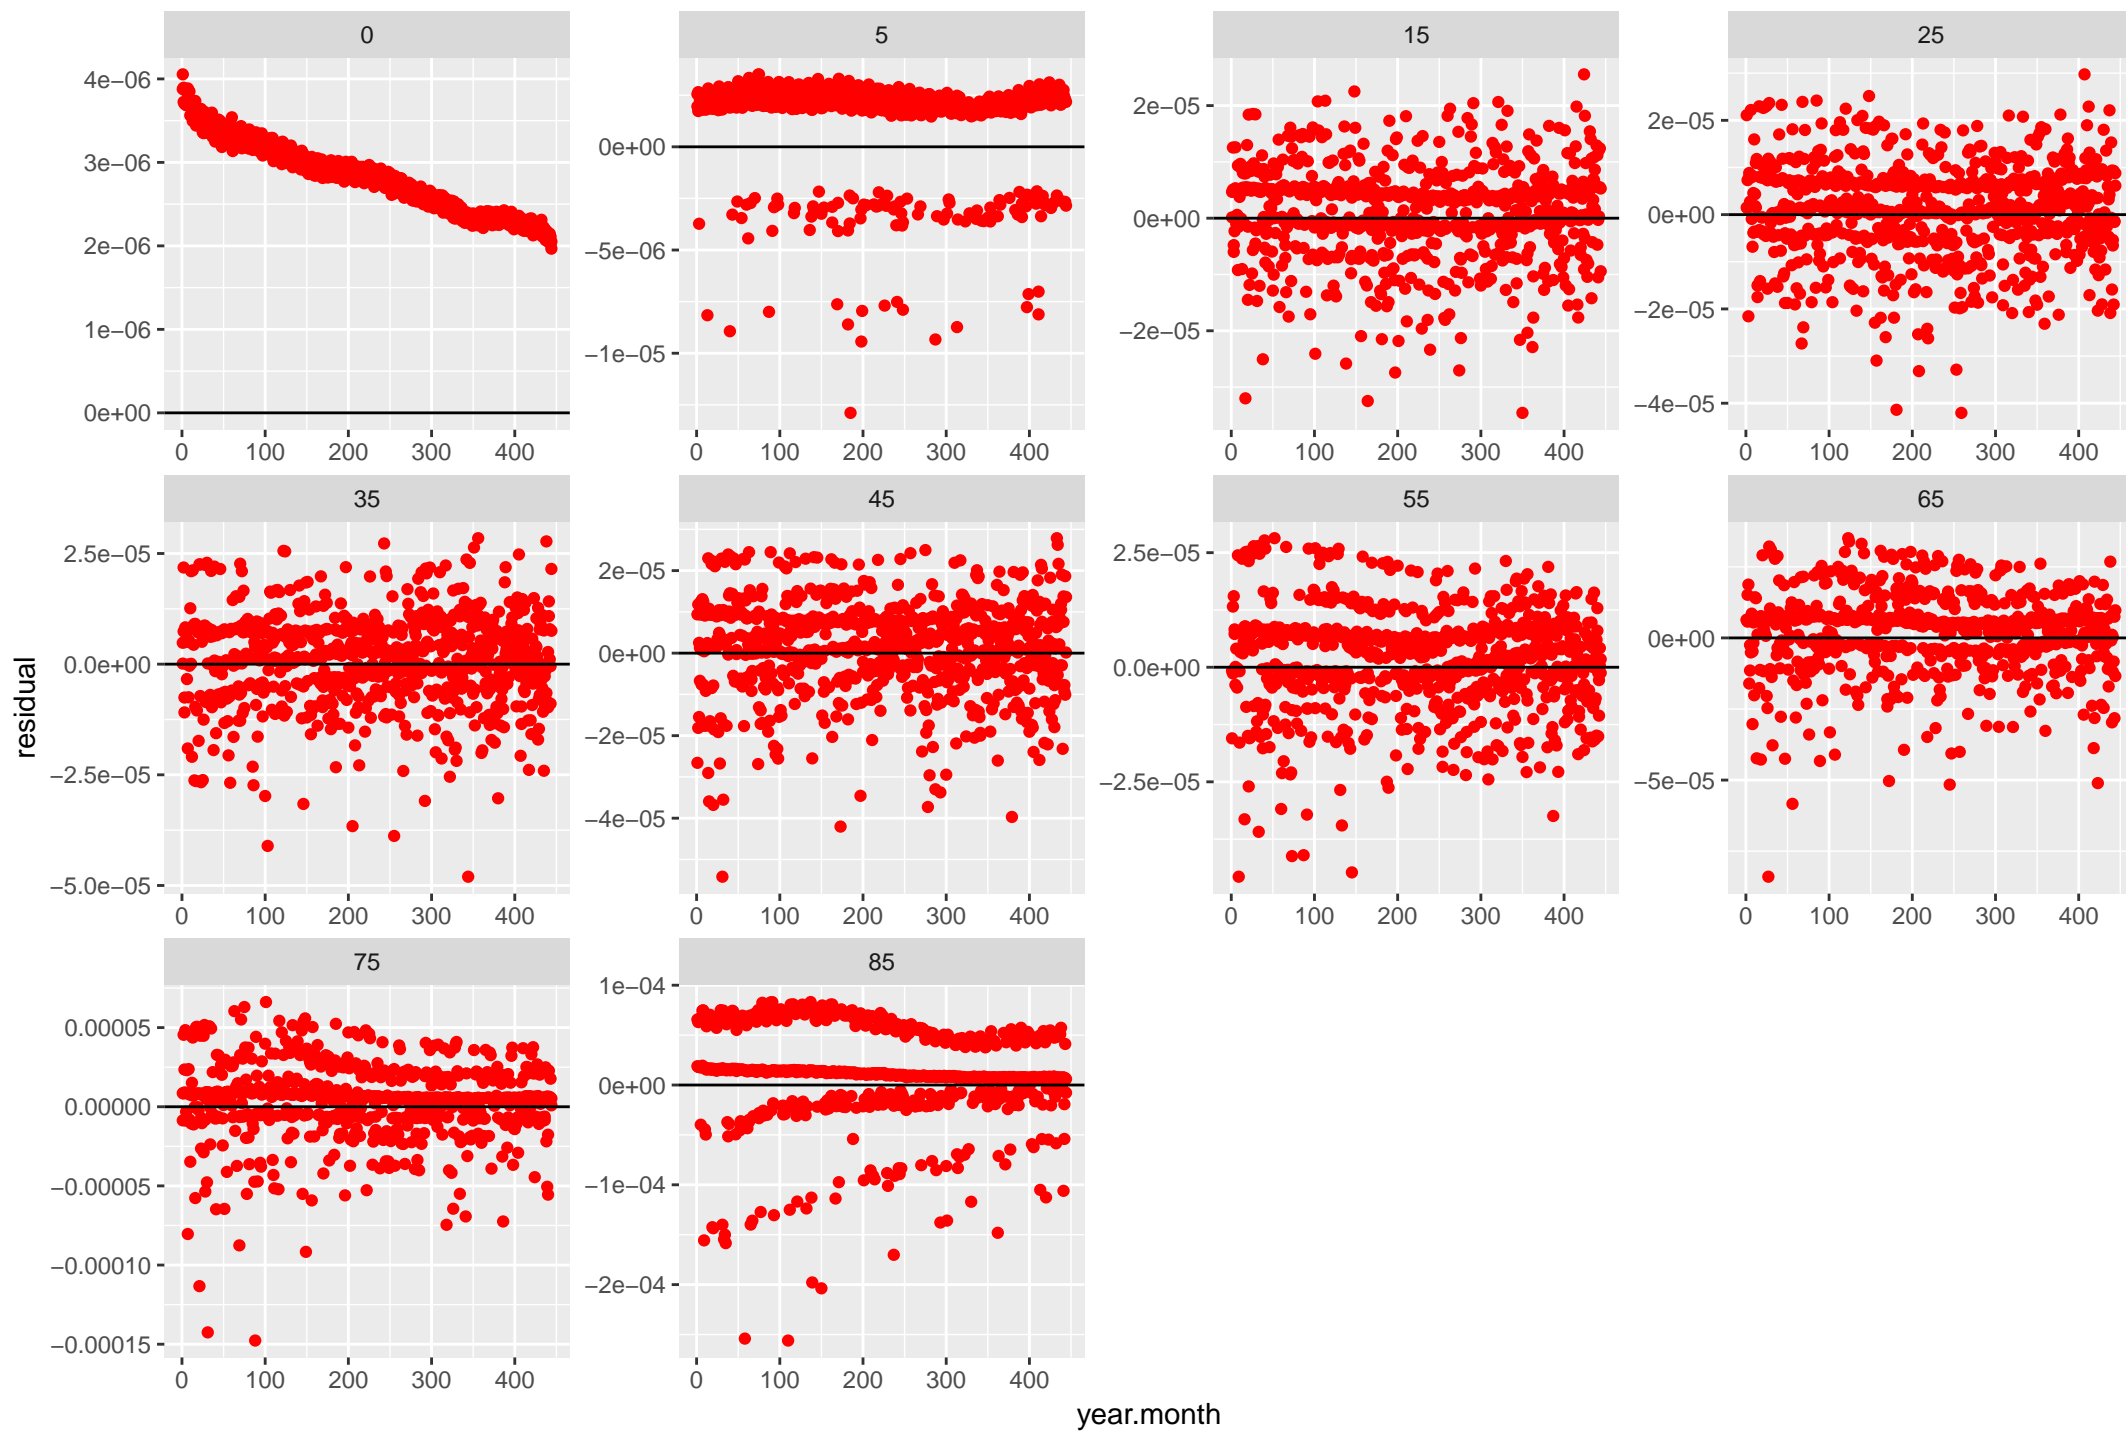 0 5 15 25
4e−06
3e−06
2e−06
1e−06
0e+00
0 100 200 300 400
0e+00
−5e−06
−1e−05
0 100 200 300 400
2e−05
0e+00
−2e−05
0 100 200 300 400
2e−05
0e+00
−2e−05
−4e−05
0 100 200 300 400
35 45 55 65
2.5e−05
0.0e+00
−2.5e−05
−5.0e−05
0 100 200 300 400
2e−05
0e+00
−2e−05
−4e−05
0 100 200 300 400
2.5e−05
0.0e+00
−2.5e−05
0 100 200 300 400
0e+00
−5e−05
0 100 200 300 400
75 85
0.00005
0.00000
−0.00005
−0.00010
−0.00015
0 100 200 300 400
1e−04
0e+00
−1e−04
−2e−04
0 100 200 300 400
residual
year.month